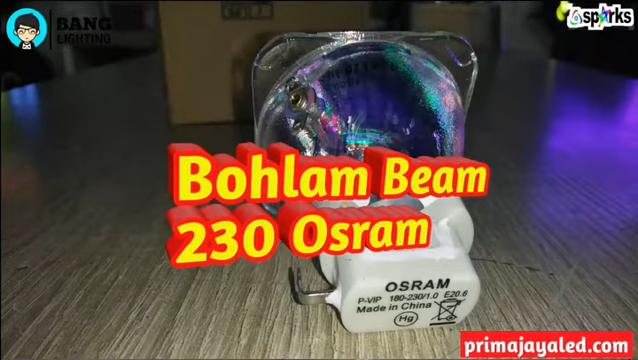 BANG
LIGHTING
sparks
Bohlam Beam
230 Osram
OSRAM
P-VIP 180-230/1.0 E20.6
Made in China
Hg
primajayaled.com